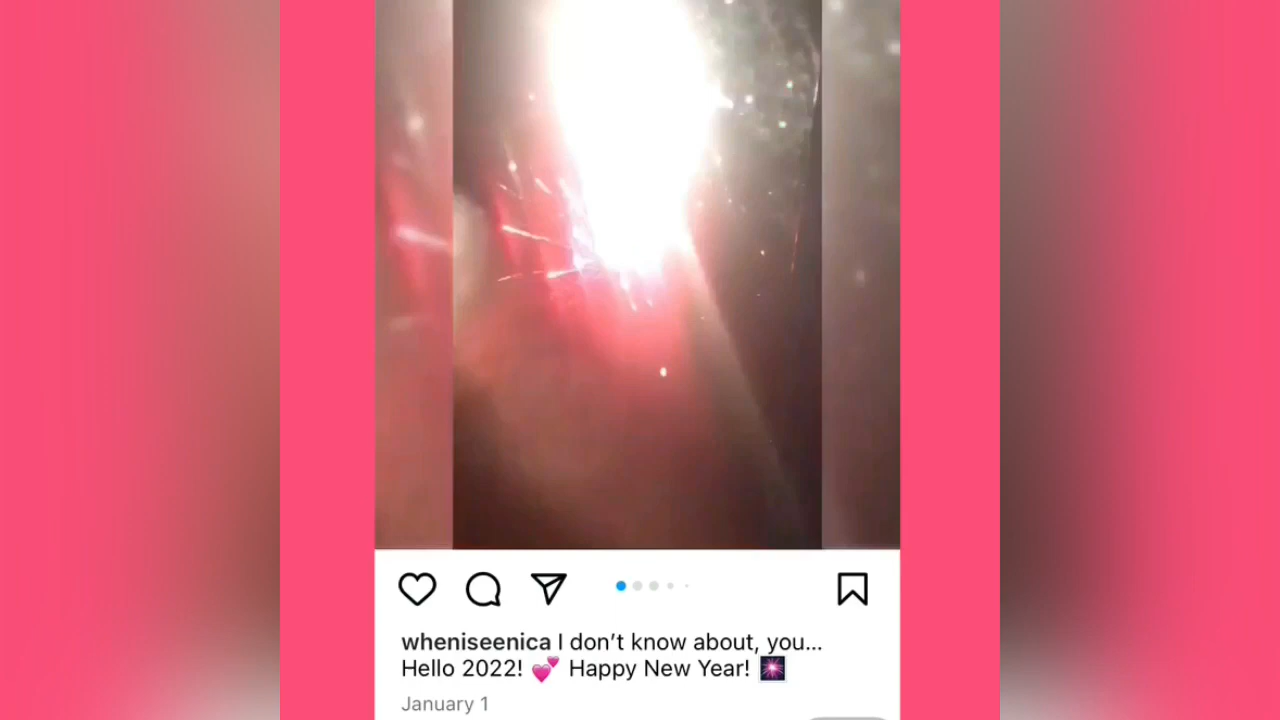 wheniseenica I don’t know about, you...
Hello 2022! 💕 Happy New Year! 🎆
January 1